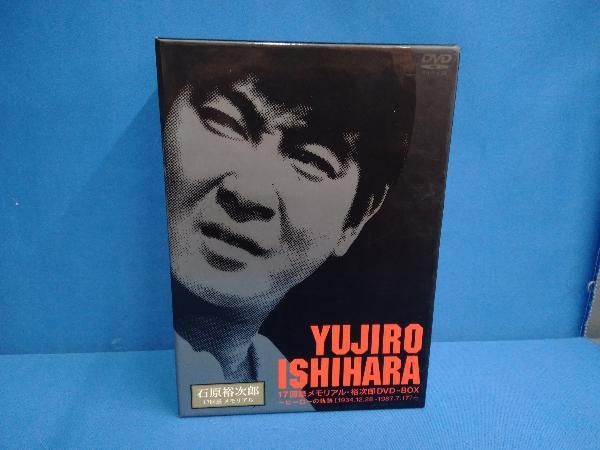 DVD
YUJIRO
ISHIHARA
17回忌メモリアル・裕次郎DVD-BOX
〜ヒーローの軌跡[1934.12.28-1987.7.17]〜
石原裕次郎
17回忌 メモリアル